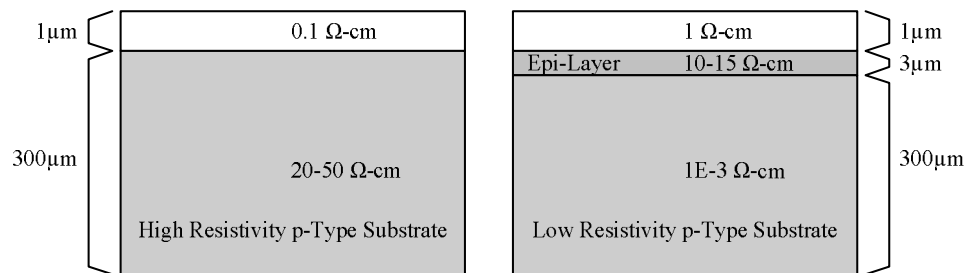 1µm
0.1 Ω-cm
300µm
20-50 Ω-cm
High Resistivity p-Type Substrate
1 Ω-cm
1µm
Epi-Layer 10-15 Ω-cm
3µm
1E-3 Ω-cm
300µm
Low Resistivity p-Type Substrate